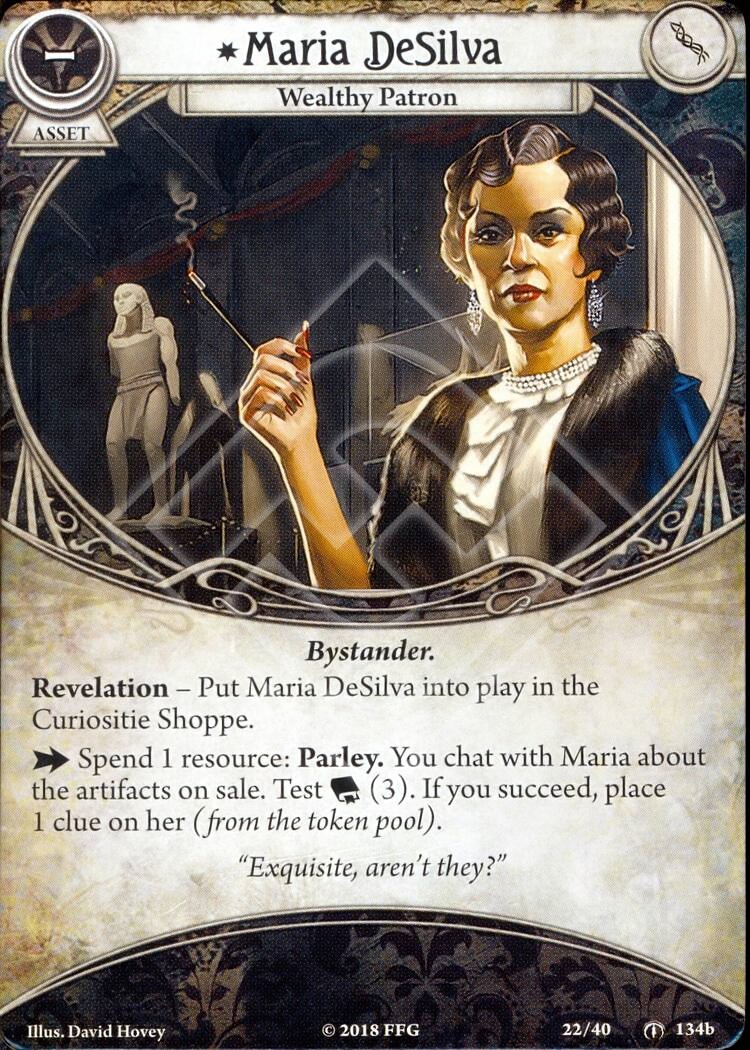 Maria DeSilva
Wealthy Patron
ASSET
Bystander.
Revelation – Put Maria DeSilva into play in the
Curiositie Shoppe.
Spend 1 resource: Parley. You chat with Maria about
the artifacts on sale. Test (3). If you succeed, place
1 clue on her (from the token pool).
“Exquisite, aren’t they?”
Illus. David Hovey
© 2018 FFG
22/40
134b